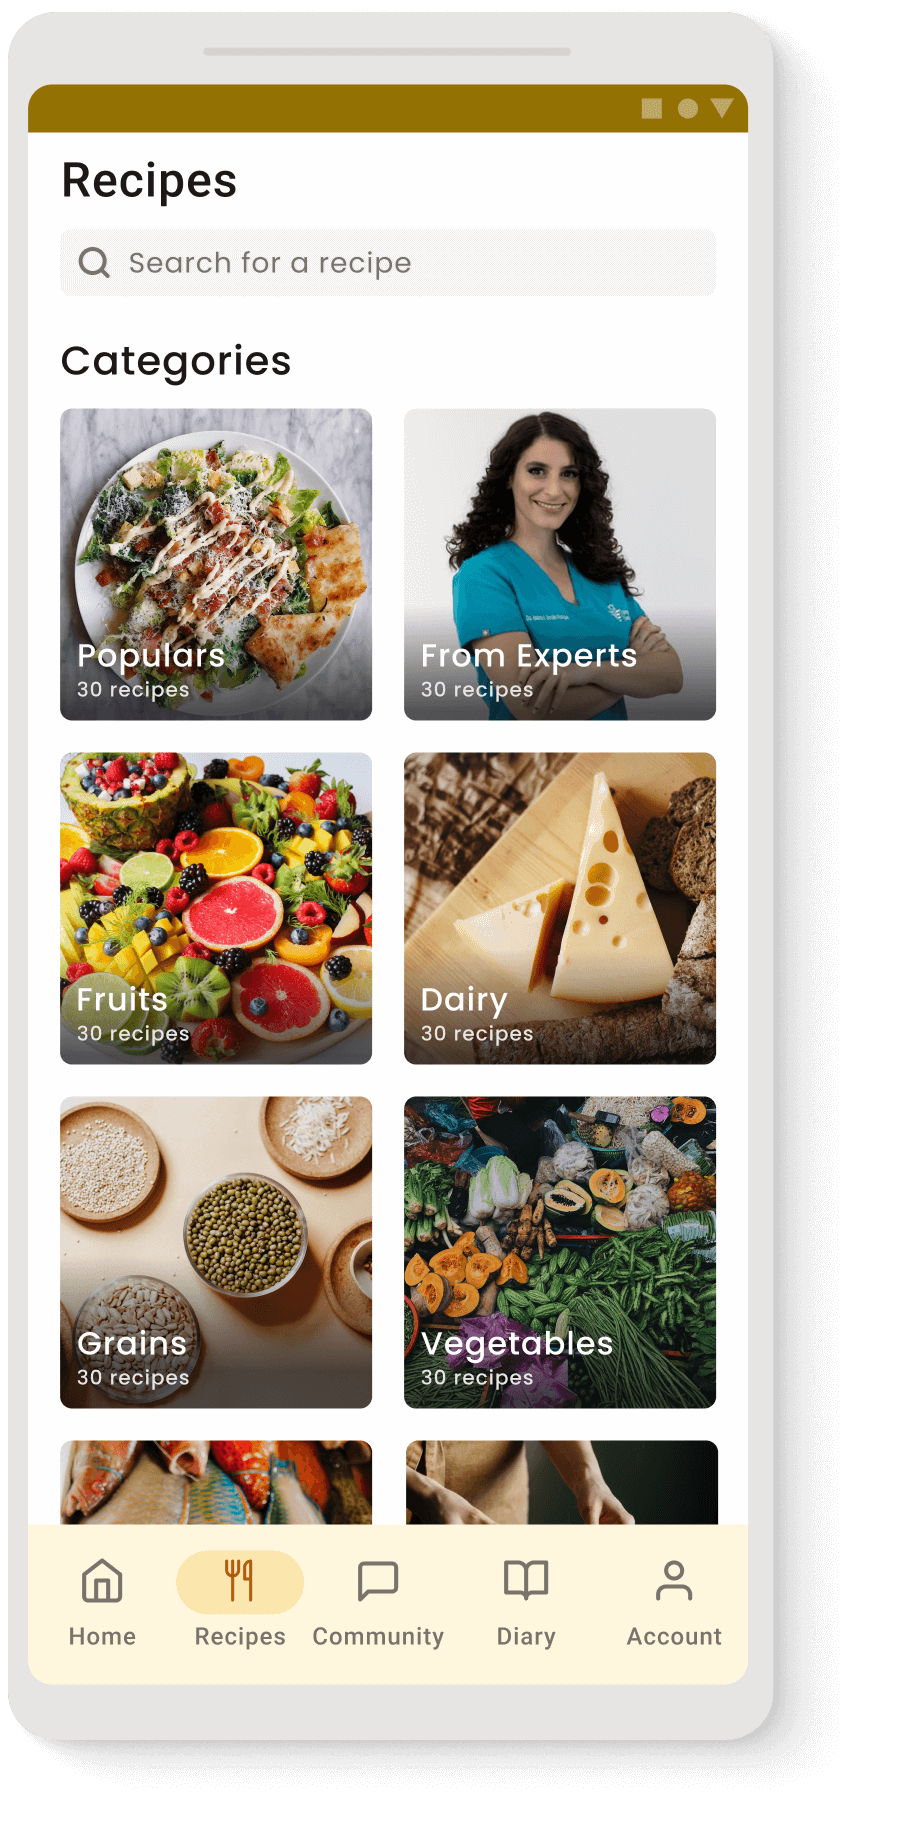 Recipes
Search for a recipe
Categories
Populars
30 recipes
From Experts
30 recipes
Fruits
30 recipes
Dairy
30 recipes
Grains
30 recipes
Vegetables
30 recipes
Home
Recipes
Community
Diary
Account